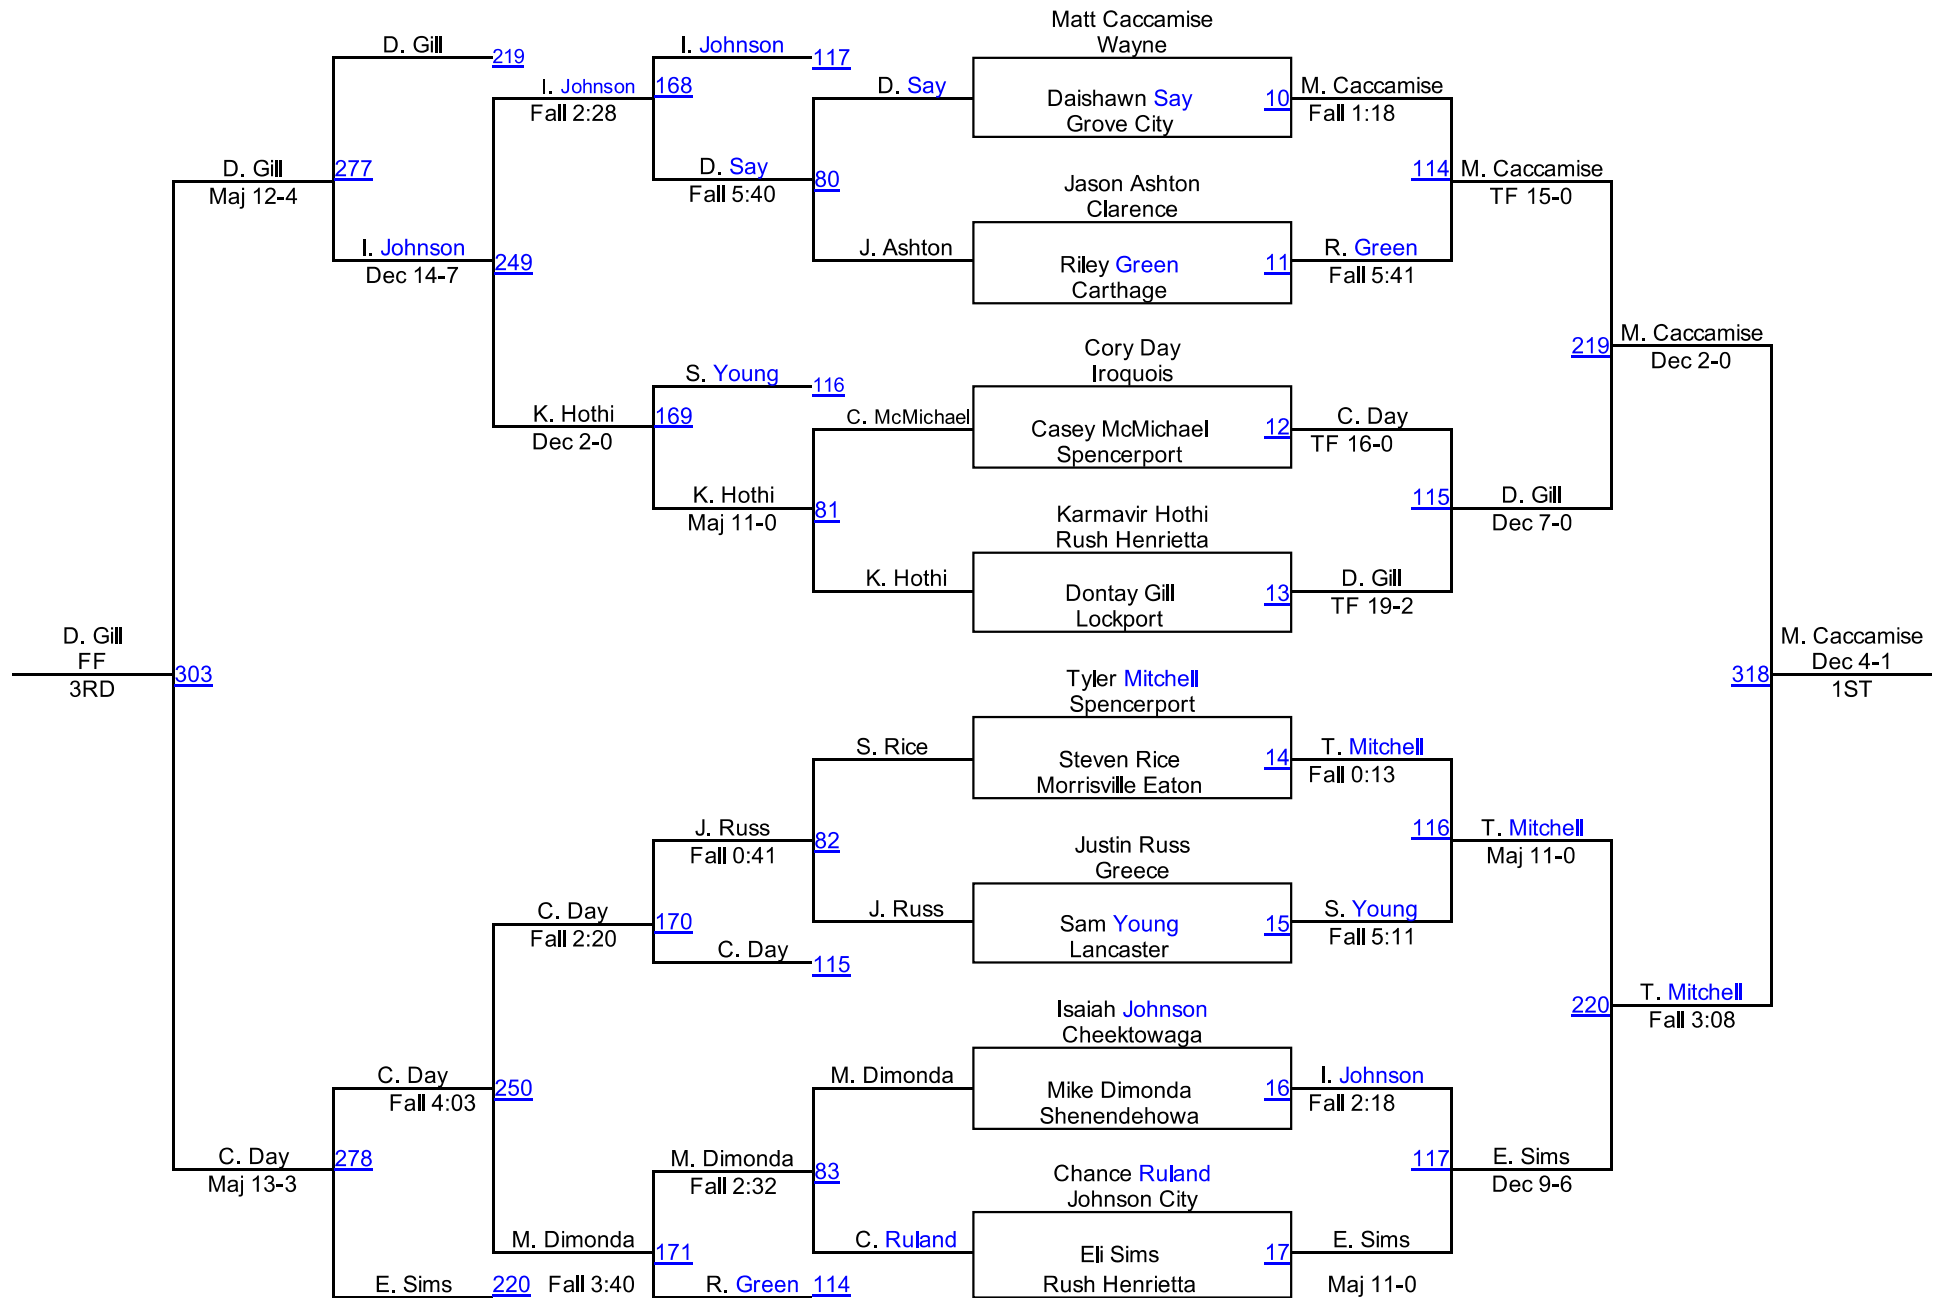 Matt Caccamise
D. Gill
I. Johnson
Wayne
219
117
I. Johnson
168
D. Say
M. Caccamise
Fall 2:28
Daishawn Say
10
Fall 1:18
Grove City
D. Gill
277
D. Say
80
114
M. Caccamise
Maj 12-4
Fall 5:40
Jason Ashton
TF 15-0
Clarence
I. Johnson
249
J. Ashton
R. Green
Dec 14-7
Riley Green
11
Fall 5:41
Carthage
M. Caccamise
Cory Day
219
Dec 2-0
S. Young
116
Iroquois
K. Hothi
169
C. McMichael
C. Day
Dec 2-0
Casey McMichael
12
TF 16-0
Spencerport
K. Hothi
81
115
D. Gill
Maj 11-0
Karmavir Hothi
Dec 7-0
Rush Henrietta
K. Hothi
D. Gill
Dontay Gill
13
TF 19-2
Lockport
D. Gill
M. Caccamise
FF
Dec 4-1
303
318
3RD
1ST
Tyler Mitchell
Spencerport
S. Rice
T. Mitchell
Steven Rice
14
Fall 0:13
Morrisville Eaton
J. Russ
82
116
T. Mitchell
Fall 0:41
Justin Russ
Maj 11-0
Greece
C. Day
170
J. Russ
S. Young
Fall 2:20
Sam Young
15
Fall 5:11
C. Day
115
Lancaster
T. Mitchell
Isaiah Johnson
220
Fall 3:08
Cheektowaga
C. Day
250
M. Dimonda
I. Johnson
Fall 4:03
Mike Dimonda
16
Fall 2:18
Shenendehowa
C. Day
278
M. Dimonda
83
117
E. Sims
Maj 13-3
Fall 2:32
Chance Ruland
Dec 9-6
Johnson City
M. Dimonda
171
C. Ruland
E. Sims
Eli Sims
17
E. Sims
220
Fall 3:40
R. Green
114
Rush Henrietta
Maj 11-0